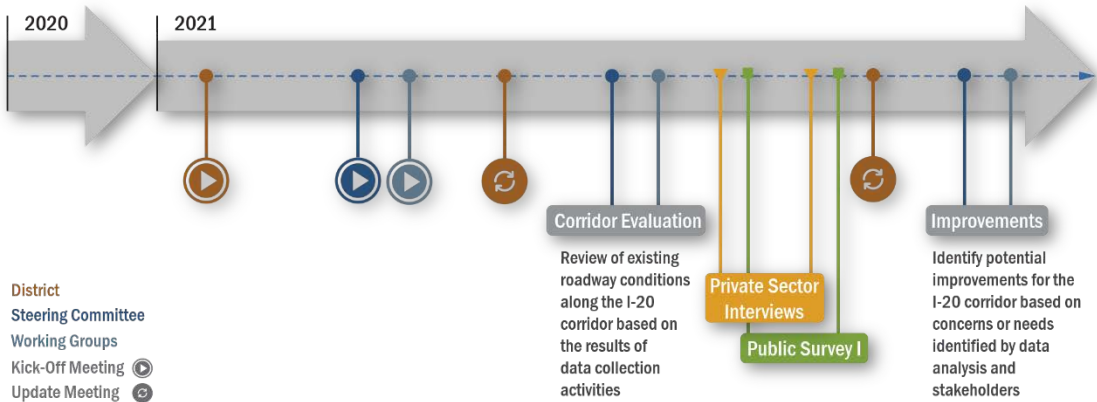 2020
2021
Corridor Evaluation
Review of existing
roadway conditions
along the I-20
corridor based on
the results of
data collection
activities
Private Sector
Interviews
Public Survey I
Improvements
Identify potential
improvements for the
I-20 corridor based on
concerns or needs
identified by data
analysis and
stakeholders
District
Steering Committee
Working Groups
Kick-Off Meeting
Update Meeting